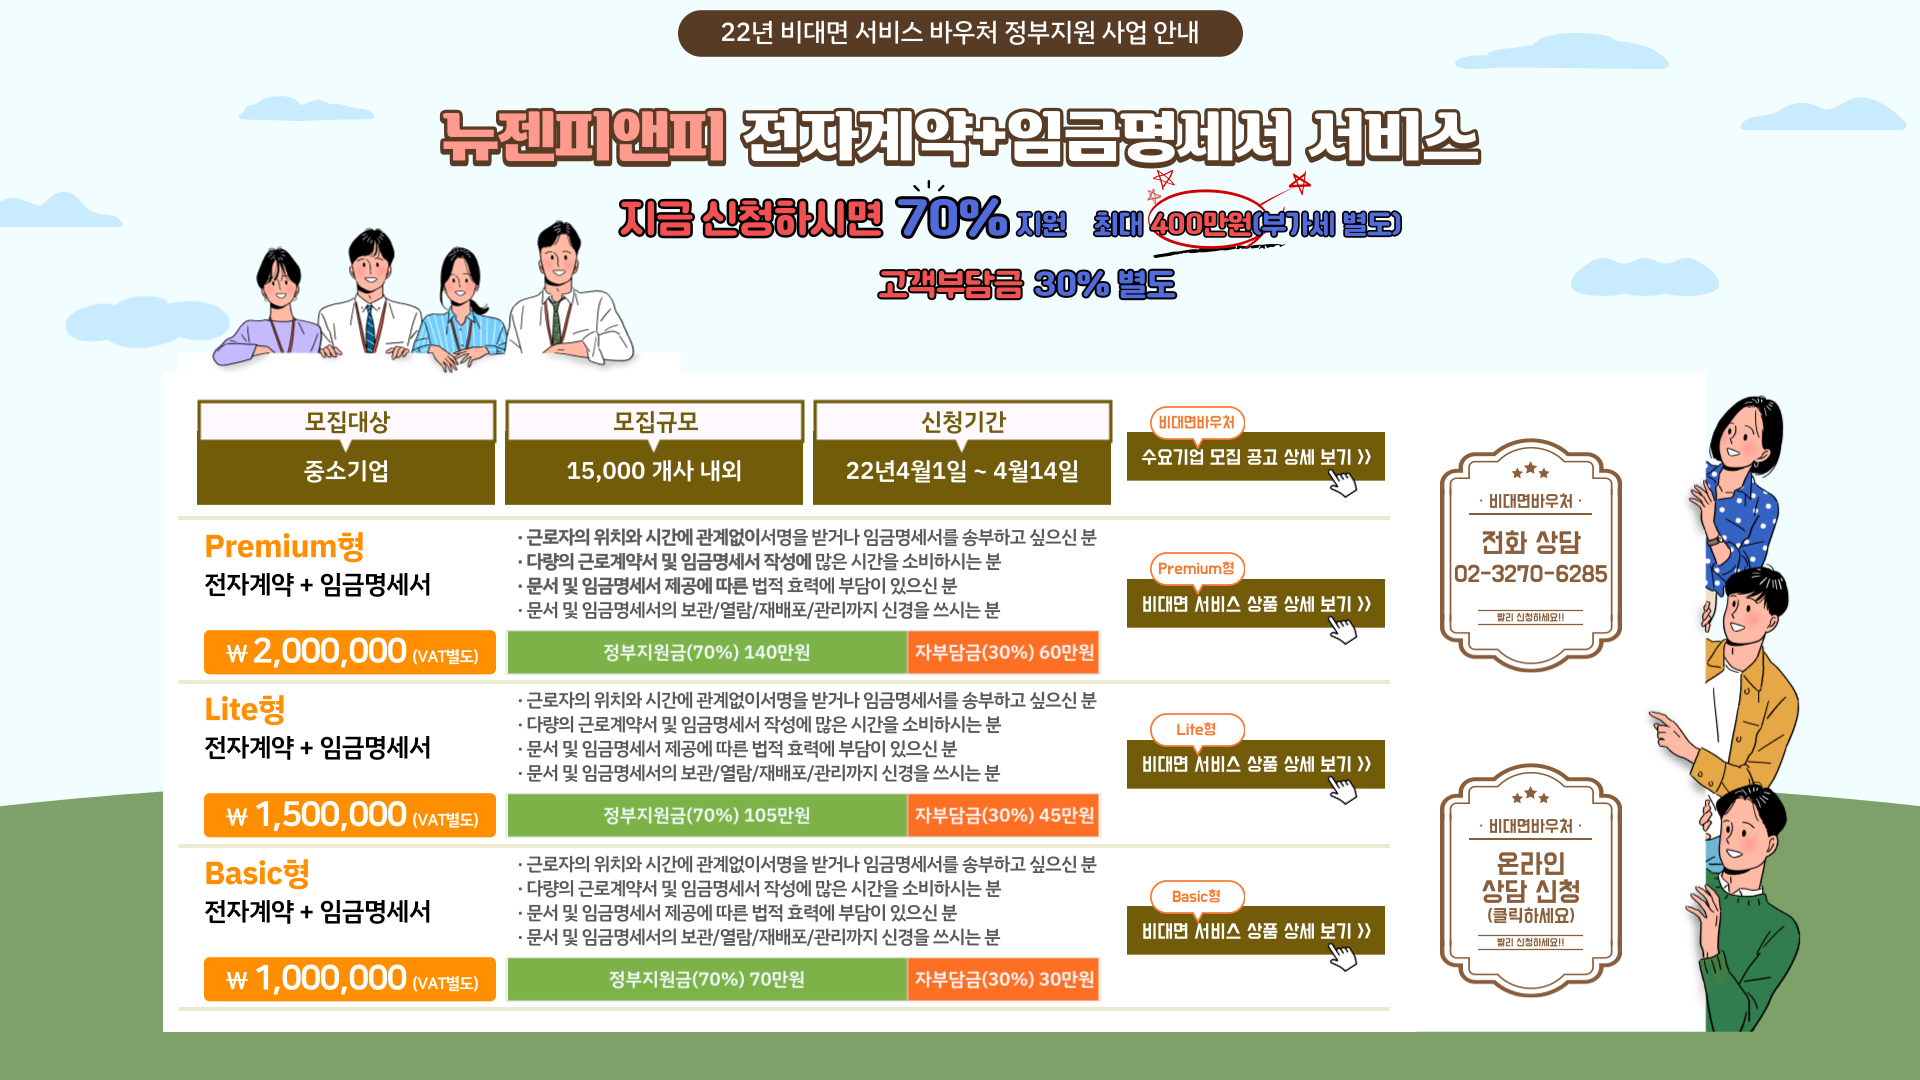 22년 비대면 서비스 바우처 정부지원 사업 안내
뉴젠피앤피 전자계약+임금명세서 서비스
지금 신청하시면 70% 지원 최대 400만원(부가세 별도)
고객부담금 30% 별도
모집대상
중소기업
모집규모
15,000 개사 내외
신청기간
22년4월1일 ~ 4월14일
비대면바우처
수요기업 모집 공고 상세 보기 》
Premium형
전자계약 + 임금명세서
₩ 2,000,000 (VAT별도)
· 근로자의 위치와 시간에 관계없이서명을 받거나 임금명세서를 송부하고 싶으신 분
· 다량의 근로계약서 및 임금명세서 작성에 많은 시간을 소비하시는 분
· 문서 및 임금명세서 제공에 따른 법적 효력에 부담이 있으신 분
· 문서 및 임금명세서의 보관/열람/재배포/관리까지 신경을 쓰시는 분
정부지원금(70%) 140만원
자부담금(30%) 60만원
Premium형
비대면 서비스 상품 상세 보기 》
Lite형
전자계약 + 임금명세서
₩ 1,500,000 (VAT별도)
· 근로자의 위치와 시간에 관계없이서명을 받거나 임금명세서를 송부하고 싶으신 분
· 다량의 근로계약서 및 임금명세서 작성에 많은 시간을 소비하시는 분
· 문서 및 임금명세서 제공에 따른 법적 효력에 부담이 있으신 분
· 문서 및 임금명세서의 보관/열람/재배포/관리까지 신경을 쓰시는 분
정부지원금(70%) 105만원
자부담금(30%) 45만원
Lite형
비대면 서비스 상품 상세 보기 》
Basic형
전자계약 + 임금명세서
₩ 1,000,000 (VAT별도)
· 근로자의 위치와 시간에 관계없이서명을 받거나 임금명세서를 송부하고 싶으신 분
· 다량의 근로계약서 및 임금명세서 작성에 많은 시간을 소비하시는 분
· 문서 및 임금명세서 제공에 따른 법적 효력에 부담이 있으신 분
· 문서 및 임금명세서의 보관/열람/재배포/관리까지 신경을 쓰시는 분
정부지원금(70%) 70만원
자부담금(30%) 30만원
Basic형
비대면 서비스 상품 상세 보기 》
· 비대면바우처 ·
전화 상담
02-3270-6285
빨리 신청하세요!!
· 비대면바우처 ·
온라인
상담 신청
(클릭하세요)
빨리 신청하세요!!